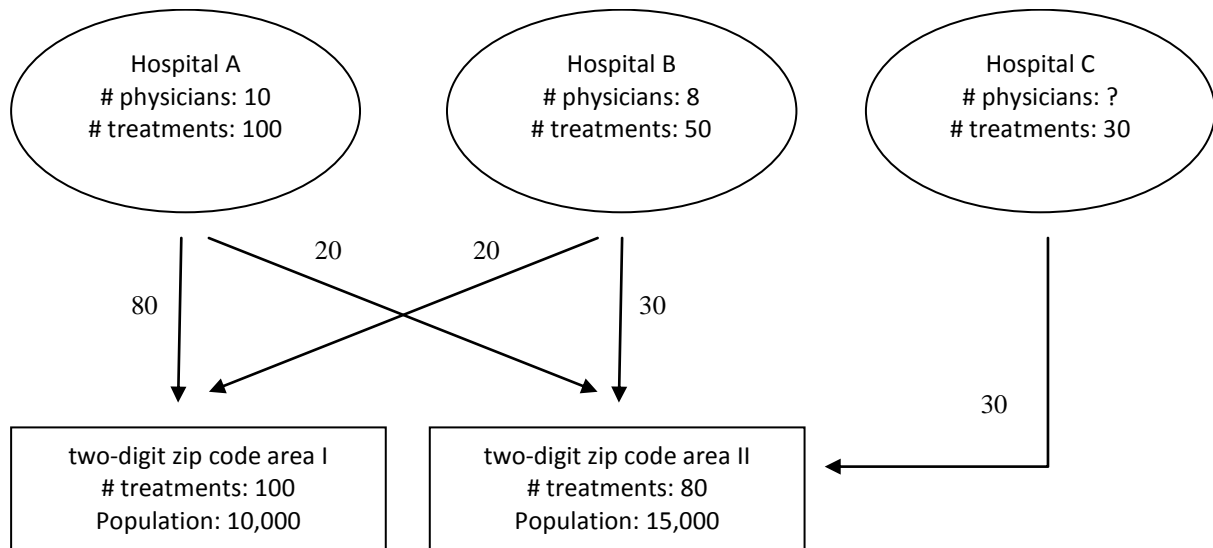 Hospital A
# physicians: 10
# treatments: 100
Hospital B
# physicians: 8
# treatments: 50
Hospital C
# physicians: ?
# treatments: 30
80
20
20
30
30
two-digit zip code area I
# treatments: 100
Population: 10,000
two-digit zip code area II
# treatments: 80
Population: 15,000